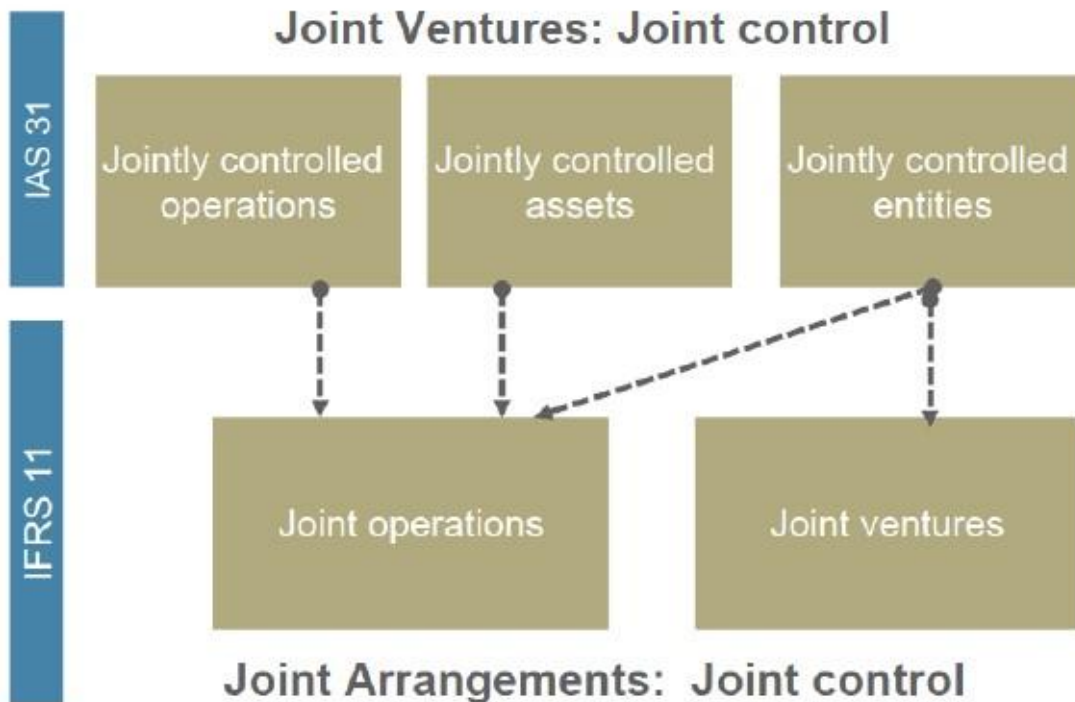 Joint Ventures: Joint control
IAS 31
Jointly controlled
operations
Jointly controlled
assets
Jointly controlled
entities
IFRS 11
Joint operations
Joint ventures
Joint Arrangements: Joint control